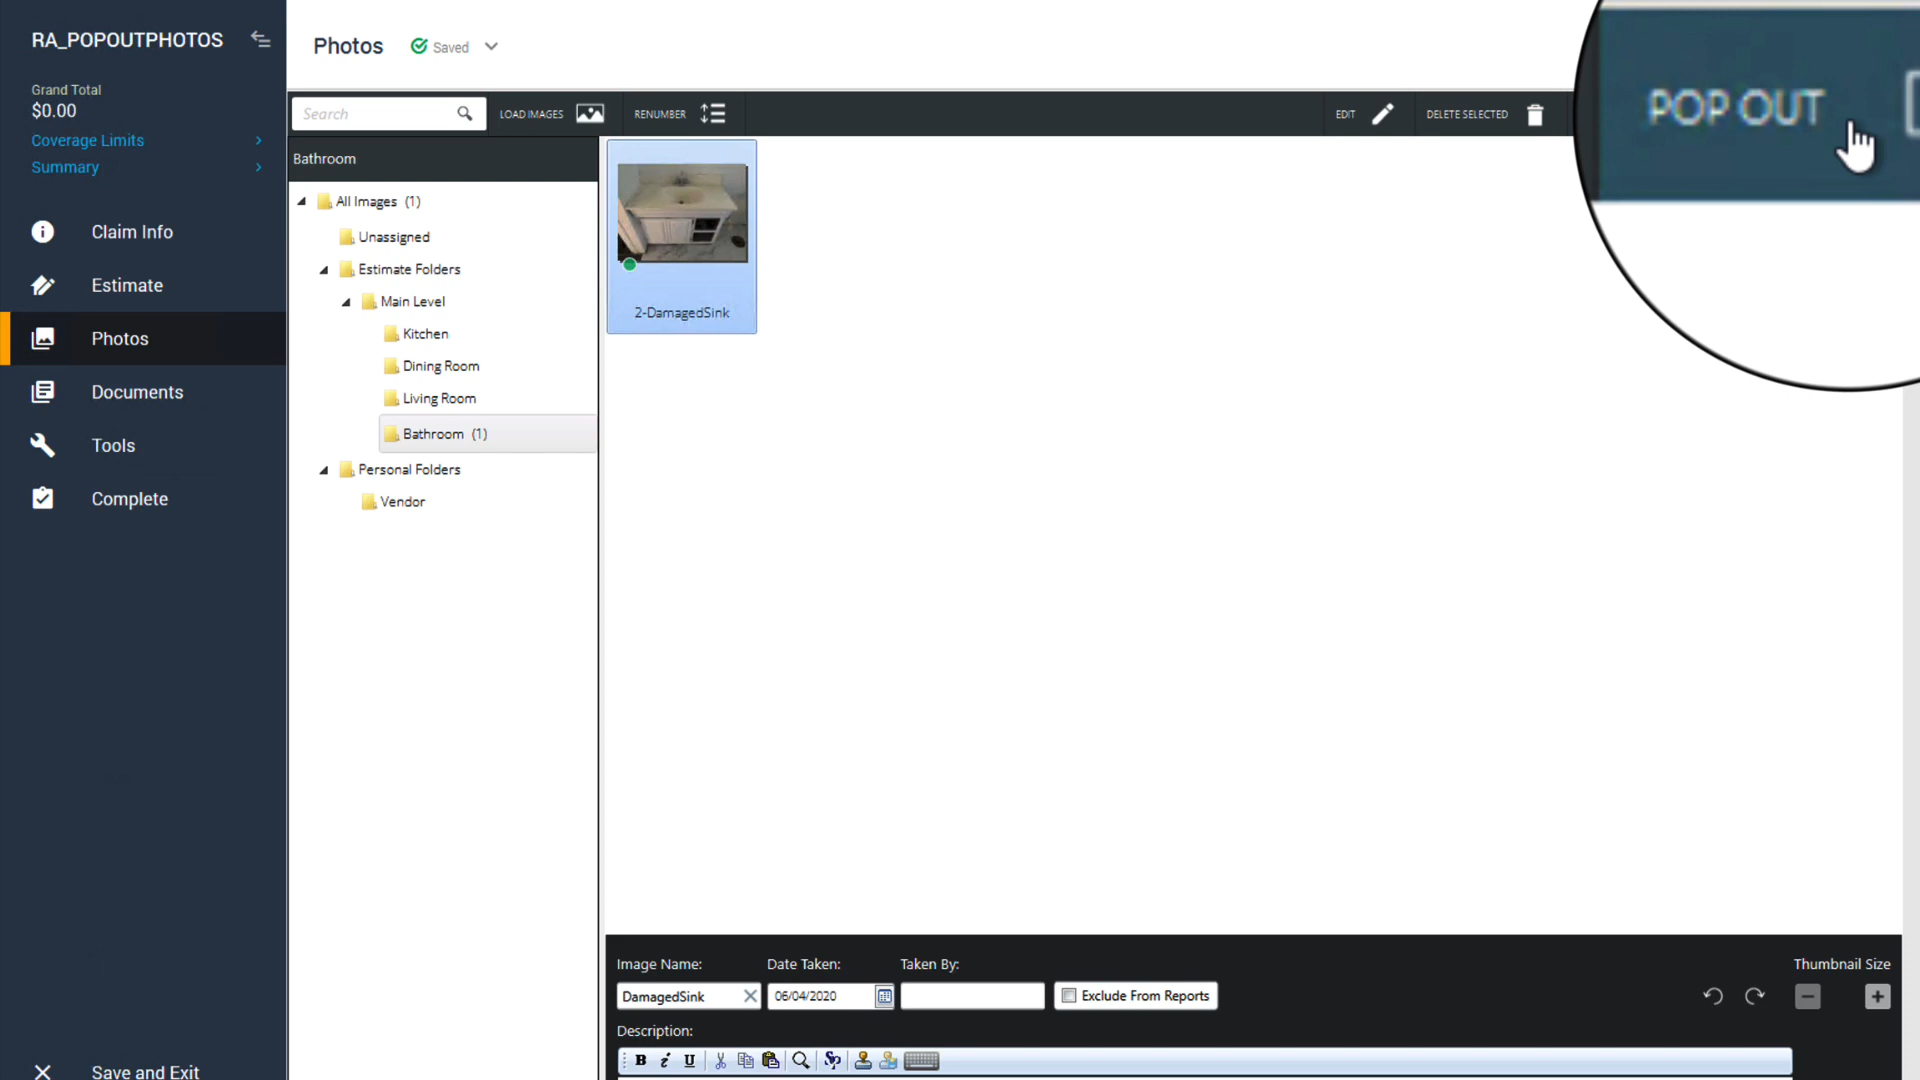 RA_POPOUTPHOTOS
Grand Total
$0.00
Coverage Limits
Summary
Claim Info
Estimate
Photos
Documents
Tools
Complete
Save and Exit
Photos
Saved
Search
LOAD IMAGES
RENUMBER
EDIT
DELETE SELECTED
POP OUT
Bathroom
All Images (1)
Unassigned
Estimate Folders
Main Level
Kitchen
Dining Room
Living Room
Bathroom (1)
Personal Folders
Vendor
2-DamagedSink
Image Name:
Date Taken:
Taken By:
Thumbnail Size
DamagedSink
06/04/2020
Exclude From Reports
Description:
B i U